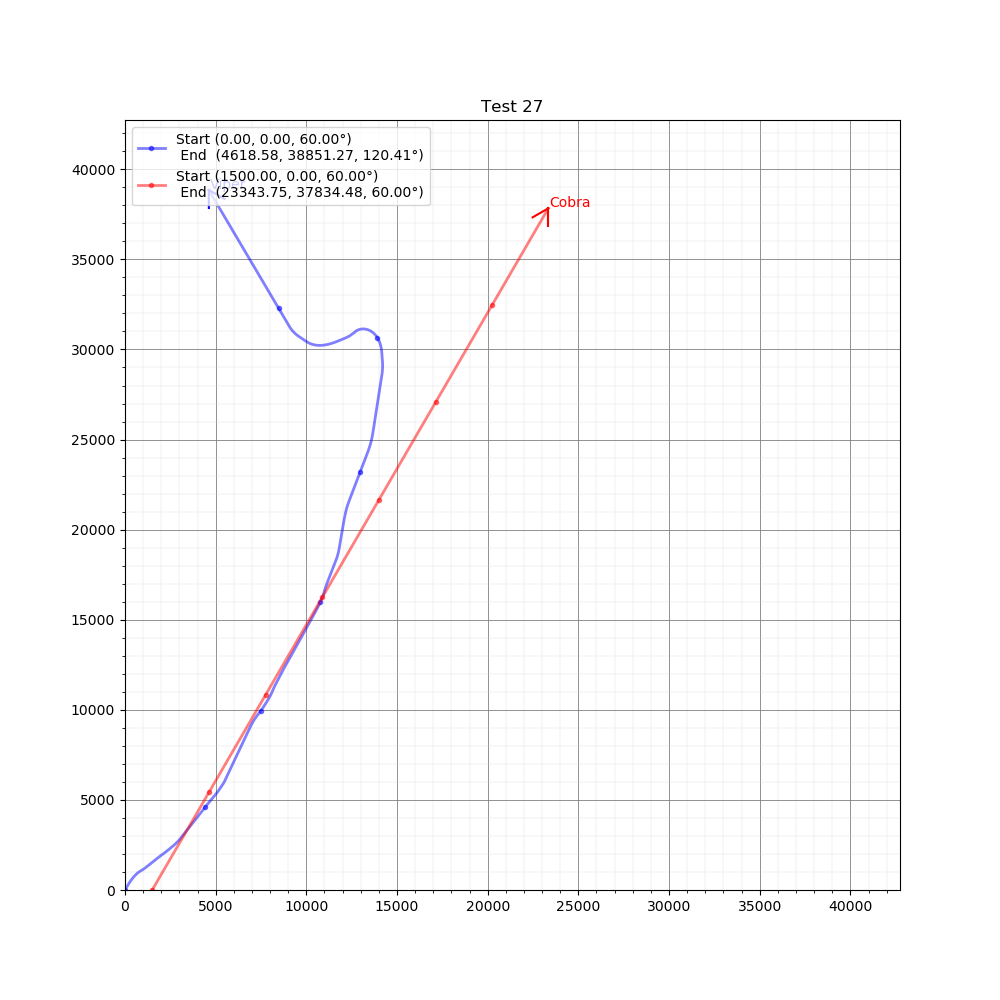 Test 27
Start (0.00, 0.00, 60.00°)
End (4618.58, 38851.27, 120.41°)
Start (1500.00, 0.00, 60.00°)
End (23343.75, 37834.48, 60.00°)
Cobra
40000
35000
30000
25000
20000
15000
10000
5000
0
0 5000 10000 15000 20000 25000 30000 35000 40000